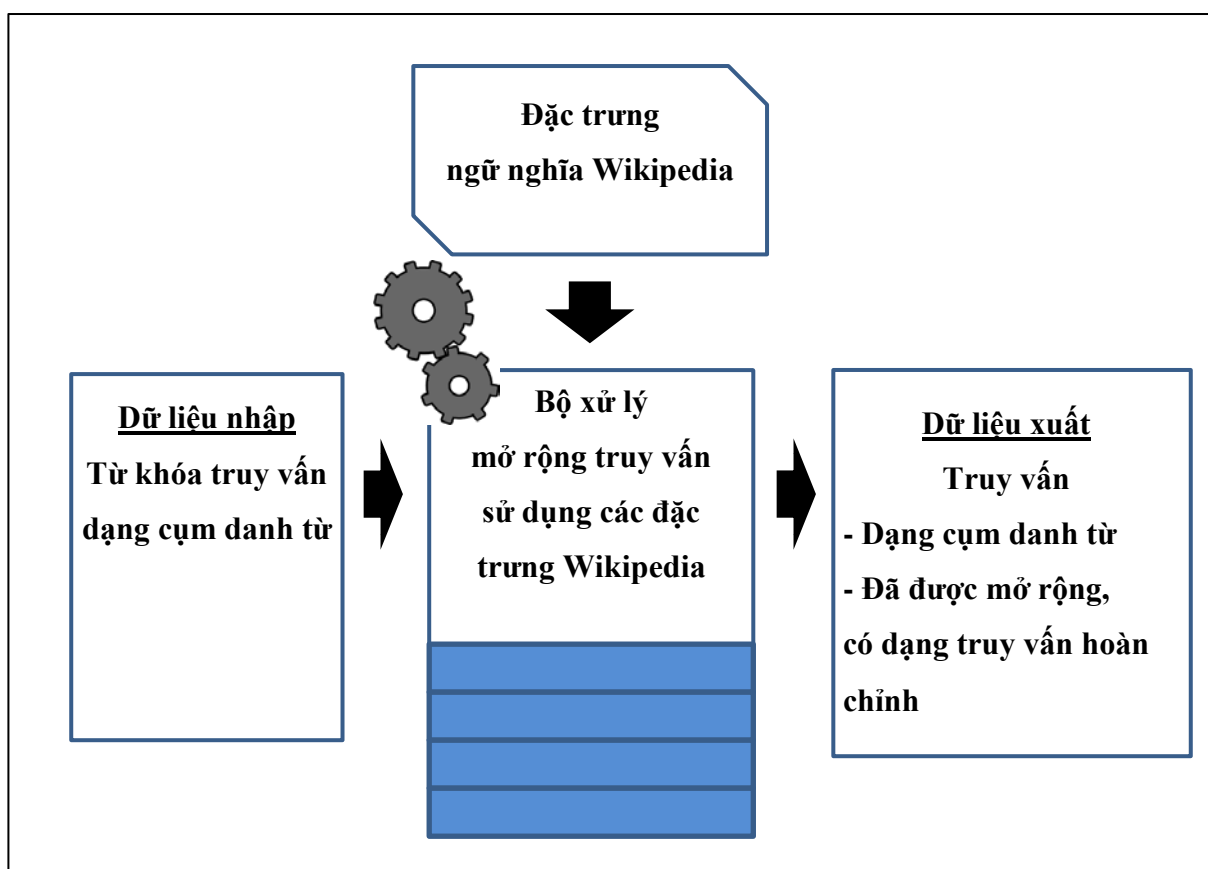 Đặc trưng
ngữ nghĩa Wikipedia
Dữ liệu nhập
Từ khóa truy vấn
dạng cụm danh từ
Bộ xử lý
mở rộng truy vấn
sử dụng các đặc
trưng Wikipedia
Dữ liệu xuất
Truy vấn
- Dạng cụm danh từ
- Đã được mở rộng,
có dạng truy vấn hoàn
chỉnh